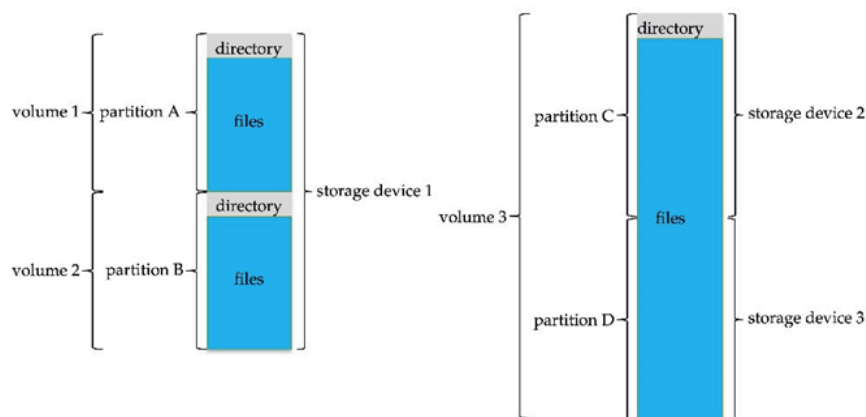 directory
volume 1
partition A
files
directory
storage device 1
volume 2
partition B
files
directory
partition C
storage device 2
volume 3
files
partition D
storage device 3